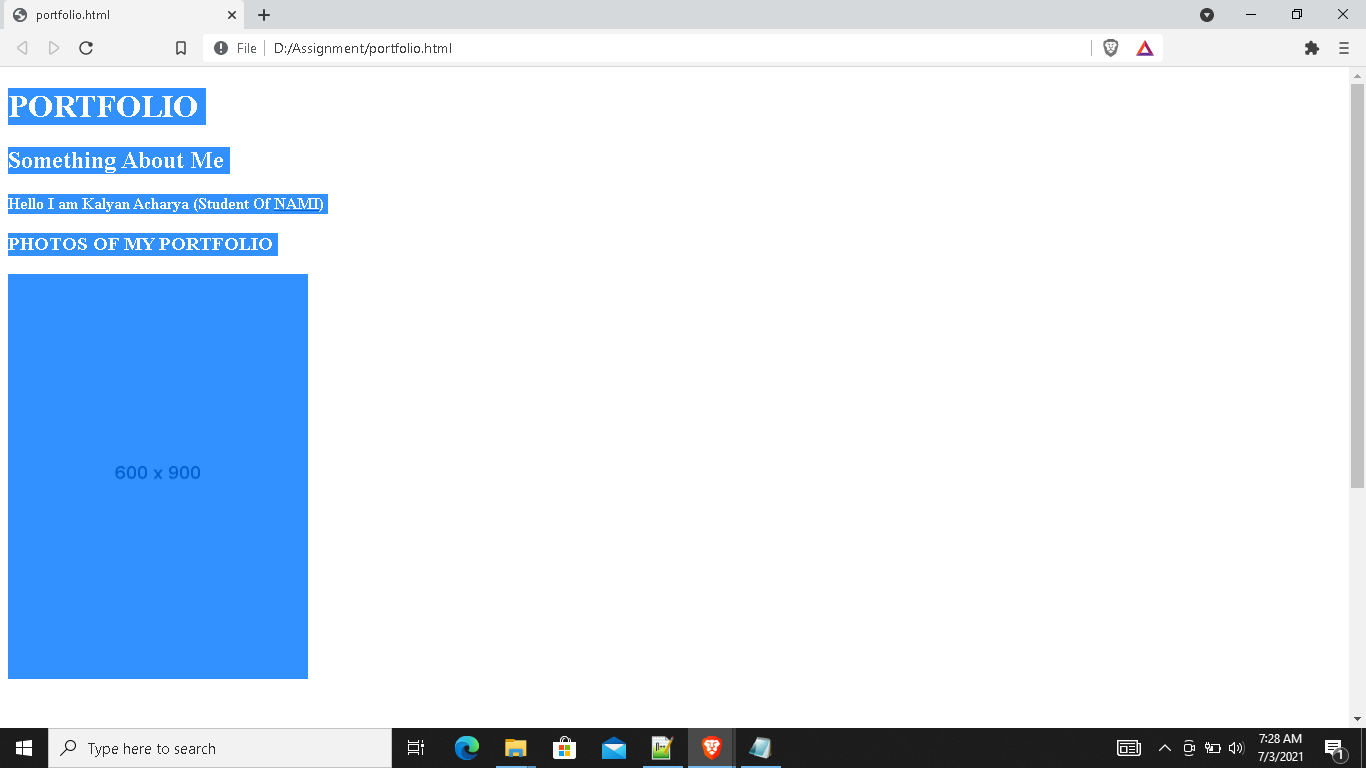 portfolio.html
File
D:/Assignment/portfolio.html
PORTFOLIO
Something About Me
Hello I am Kalyan Acharya (Student Of NAMI)
PHOTOS OF MY PORTFOLIO
600 x 900
Type here to search
7:28 AM
7/3/2021
1